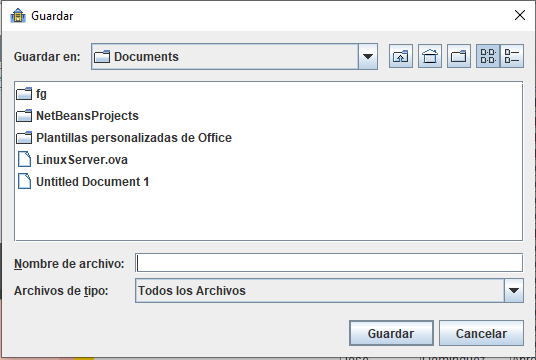 Guardar
Guardar en: Documents
fg
NetBeansProjects
Plantillas personalizadas de Office
LinuxServer.ova
Untitled Document 1
Nombre de archivo:
Archivos de tipo: Todos los Archivos
Guardar Cancelar